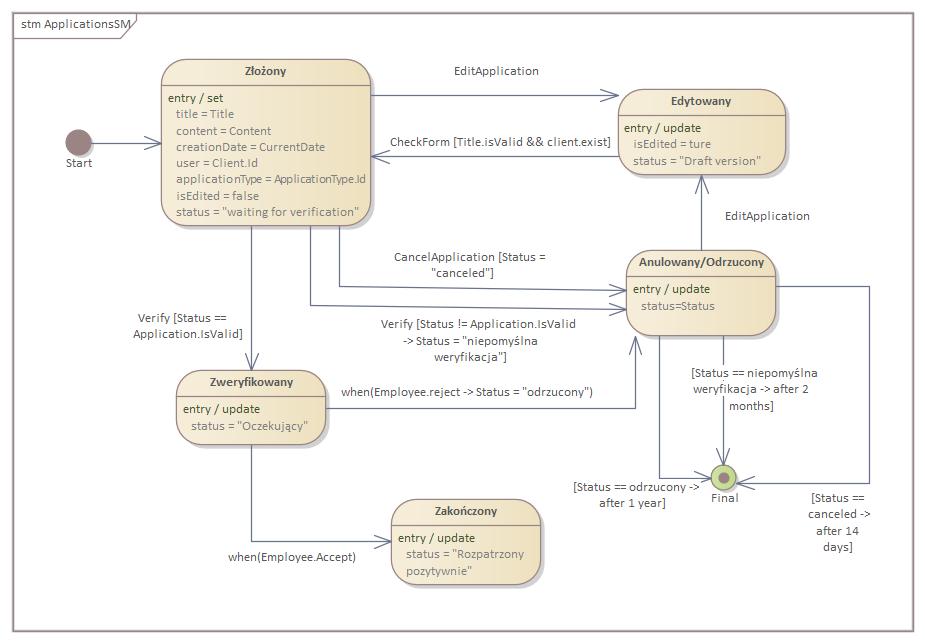 stm ApplicationsSM
Start
Złożony
entry / set
title = Title
content = Content
creationDate = CurrentDate
user = Client.Id
applicationType = ApplicationType.Id
isEdited = false
status = "waiting for verification"
EditApplication
CheckForm [Title.isValid && client.exist]
Edytowany
entry / update
isEdited = ture
status = "Draft version"
EditApplication
CancelApplication [Status =
"canceled"]
Anulowany/Odrzucony
entry / update
status=Status
Verify [Status ==
Application.IsValid]
Verify [Status != Application.IsValid
-> Status = "niepomyślna
weryfikacja"]
Zweryfikowany
entry / update
status = "Oczekujący"
when(Employee.reject -> Status = "odrzucony")
[Status == niepomyślna
weryfikacja -> after 2
months]
[Status == odrzucony ->
after 1 year]
Final
[Status ==
canceled ->
after 14
days]
when(Employee.Accept)
Zakończony
entry / update
status = "Rozpatrzony
pozytywnie"